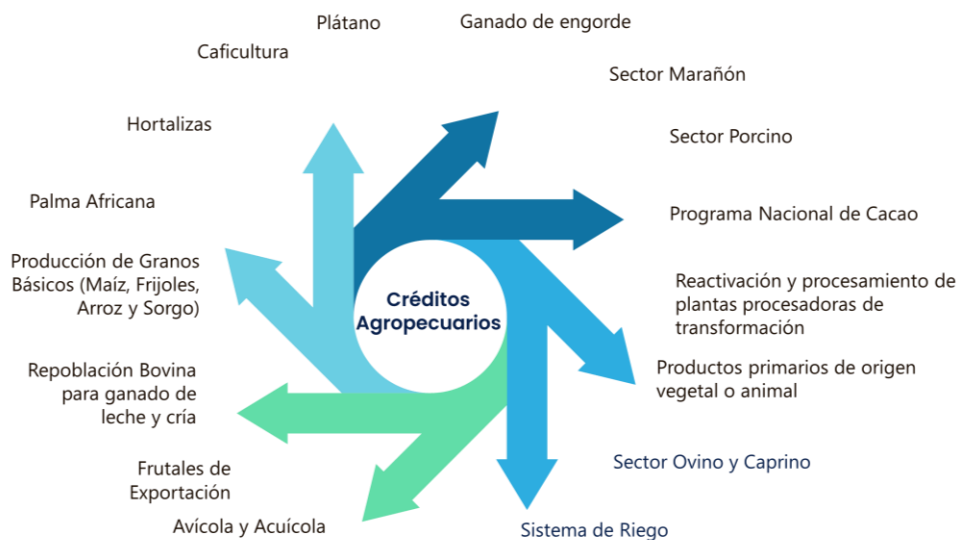 Plátano
Ganado de engorde
Caficultura
Sector Marañón
Hortalizas
Sector Porcino
Palma Africana
Programa Nacional de Cacao
Producción de Granos
Básicos (Maíz, Frijoles,
Arroz y Sorgo)
Reactivación y procesamiento de
plantas procesadoras de
transformación
Créditos
Agropecuarios
Repoblación Bovina
para ganado de
leche y cría
Productos primarios de origen
vegetal o animal
Frutales de
Exportación
Sector Ovino y Caprino
Avícola y Acuícola
Sistema de Riego